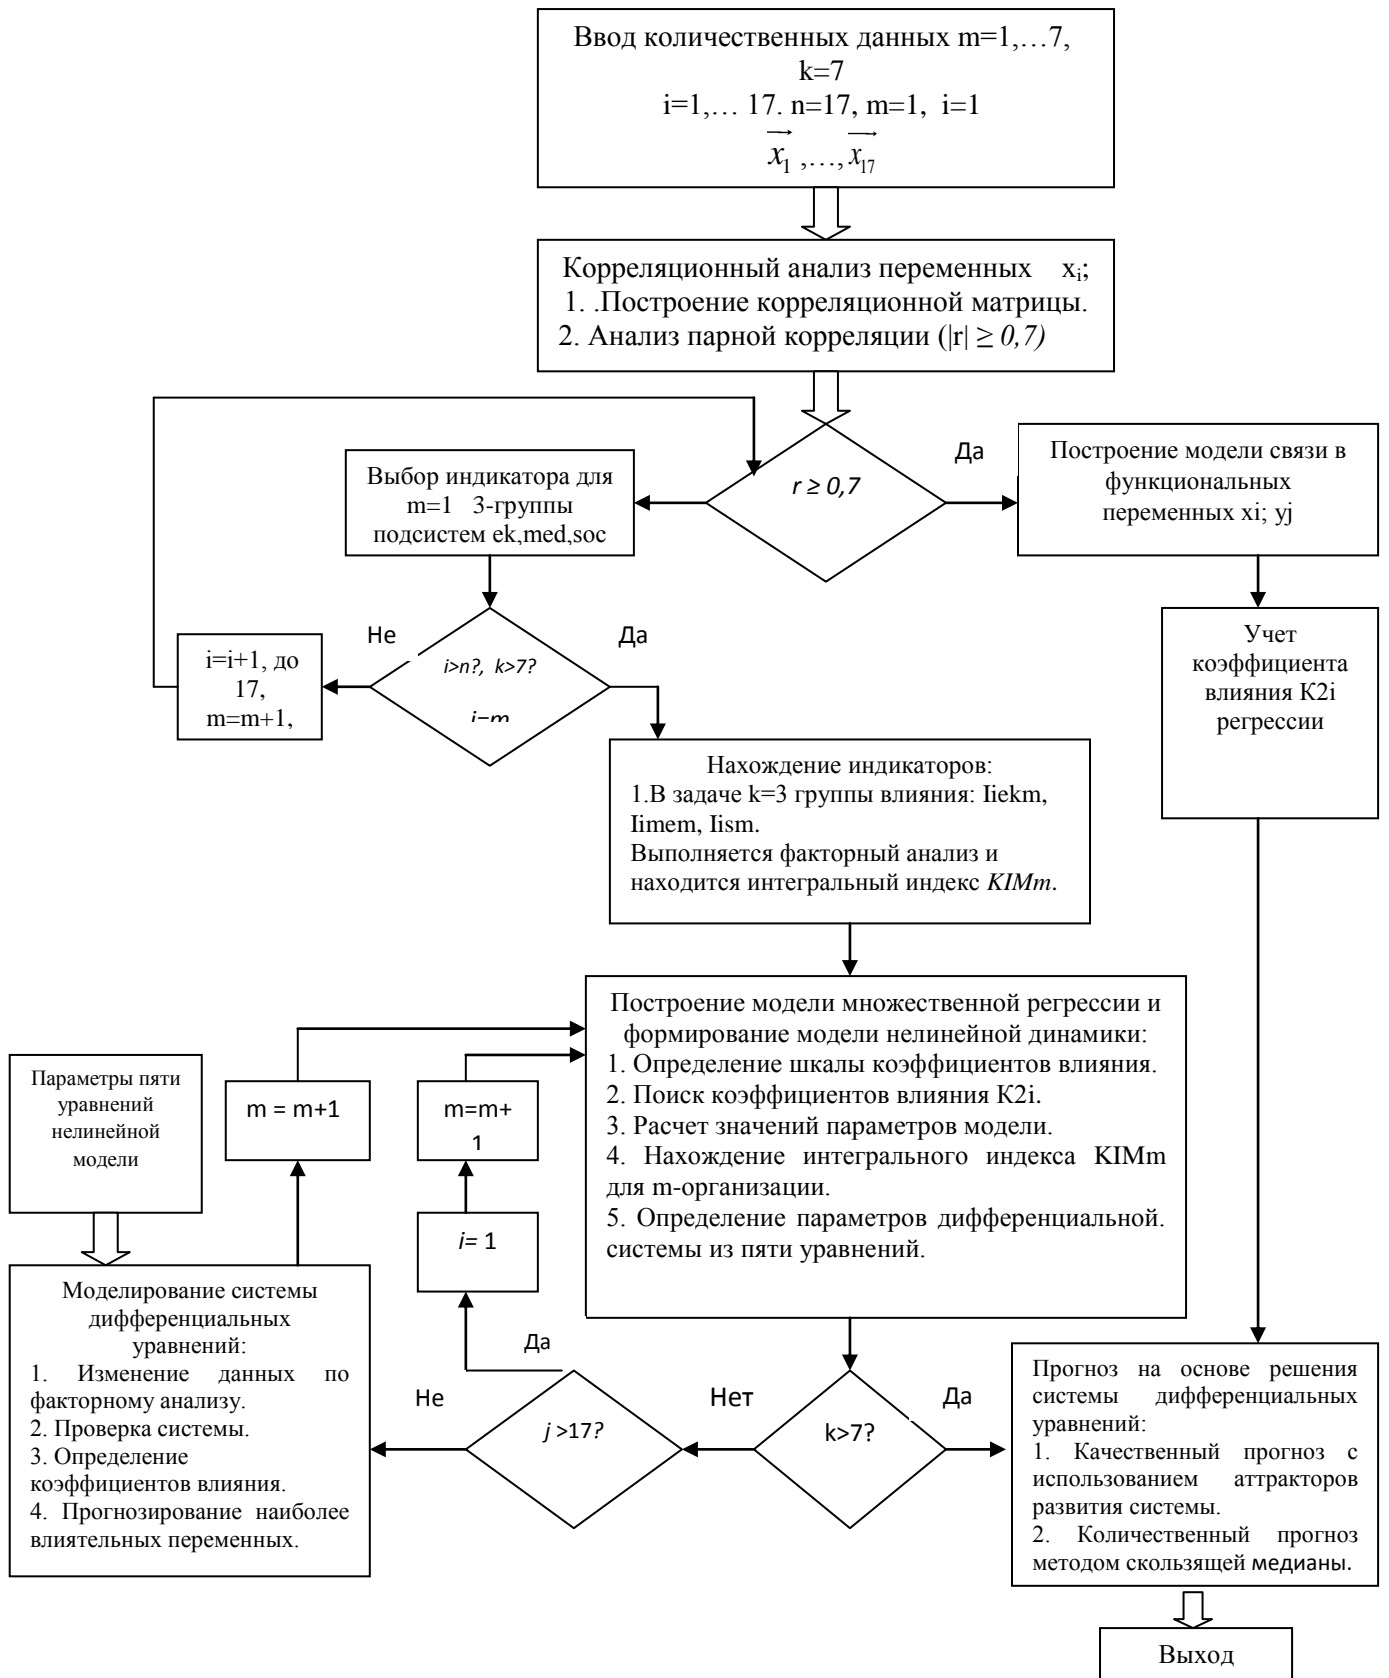 Ввод количественных данных m=1,…7,
k=7
i=1,… 17. n=17, m=1, i=1
x₁ ,…, x₁₇
Корреляционный анализ переменных xᵢ;
1. .Построение корреляционной матрицы.
2. Анализ парной корреляции (|r| ≥ 0,7)
r ≥ 0,7
Да
Построение модели связи в
функциональных
переменных xi; yj
Выбор индикатора для
m=1 3-группы
подсистем ek,med,soc
Не
i>n?, k>7?
i=m
Да
i=i+1, до
17,
m=m+1,
Учет
коэффициента
влияния K2i
регрессии
Нахождение индикаторов:
1.В задаче k=3 группы влияния: Iiekm,
Iimem, Iism.
Выполняется факторный анализ и
находится интегральный индекс KIMm.
Построение модели множественной регрессии и
формирование модели нелинейной динамики:
1. Определение шкалы коэффициентов влияния.
2. Поиск коэффициентов влияния K2i.
3. Расчет значений параметров модели.
4. Нахождение интегрального индекса KIMm
для m-организации.
5. Определение параметров дифференциальной.
системы из пяти уравнений.
Параметры пяти
уравнений
нелинейной
модели
m = m+1
m=m+
1
i= 1
Моделирование системы
дифференциальных
уравнений:
1. Изменение данных по
факторному анализу.
2. Проверка системы.
3. Определение
коэффициентов влияния.
4. Прогнозирование наиболее
влиятельных переменных.
Да
Не
j >17?
Нет
k>7?
Да
Прогноз на основе решения
системы дифференциальных
уравнений:
1. Качественный прогноз с
использованием аттракторов
развития системы.
2. Количественный прогноз
методом скользящей медианы.
Выход